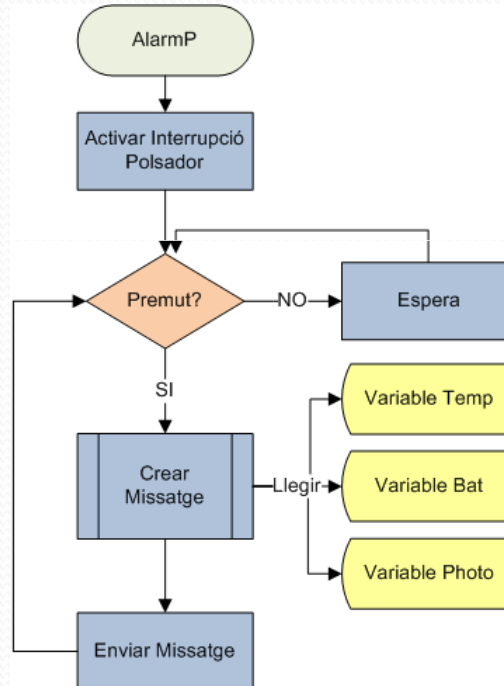 AlarmP
Activar Interrupció
Polsador
Premut?
NO
Espera
SI
Variable Temp
Crear
Missatge
Llegir
Variable Bat
Variable Photo
Enviar Missatge